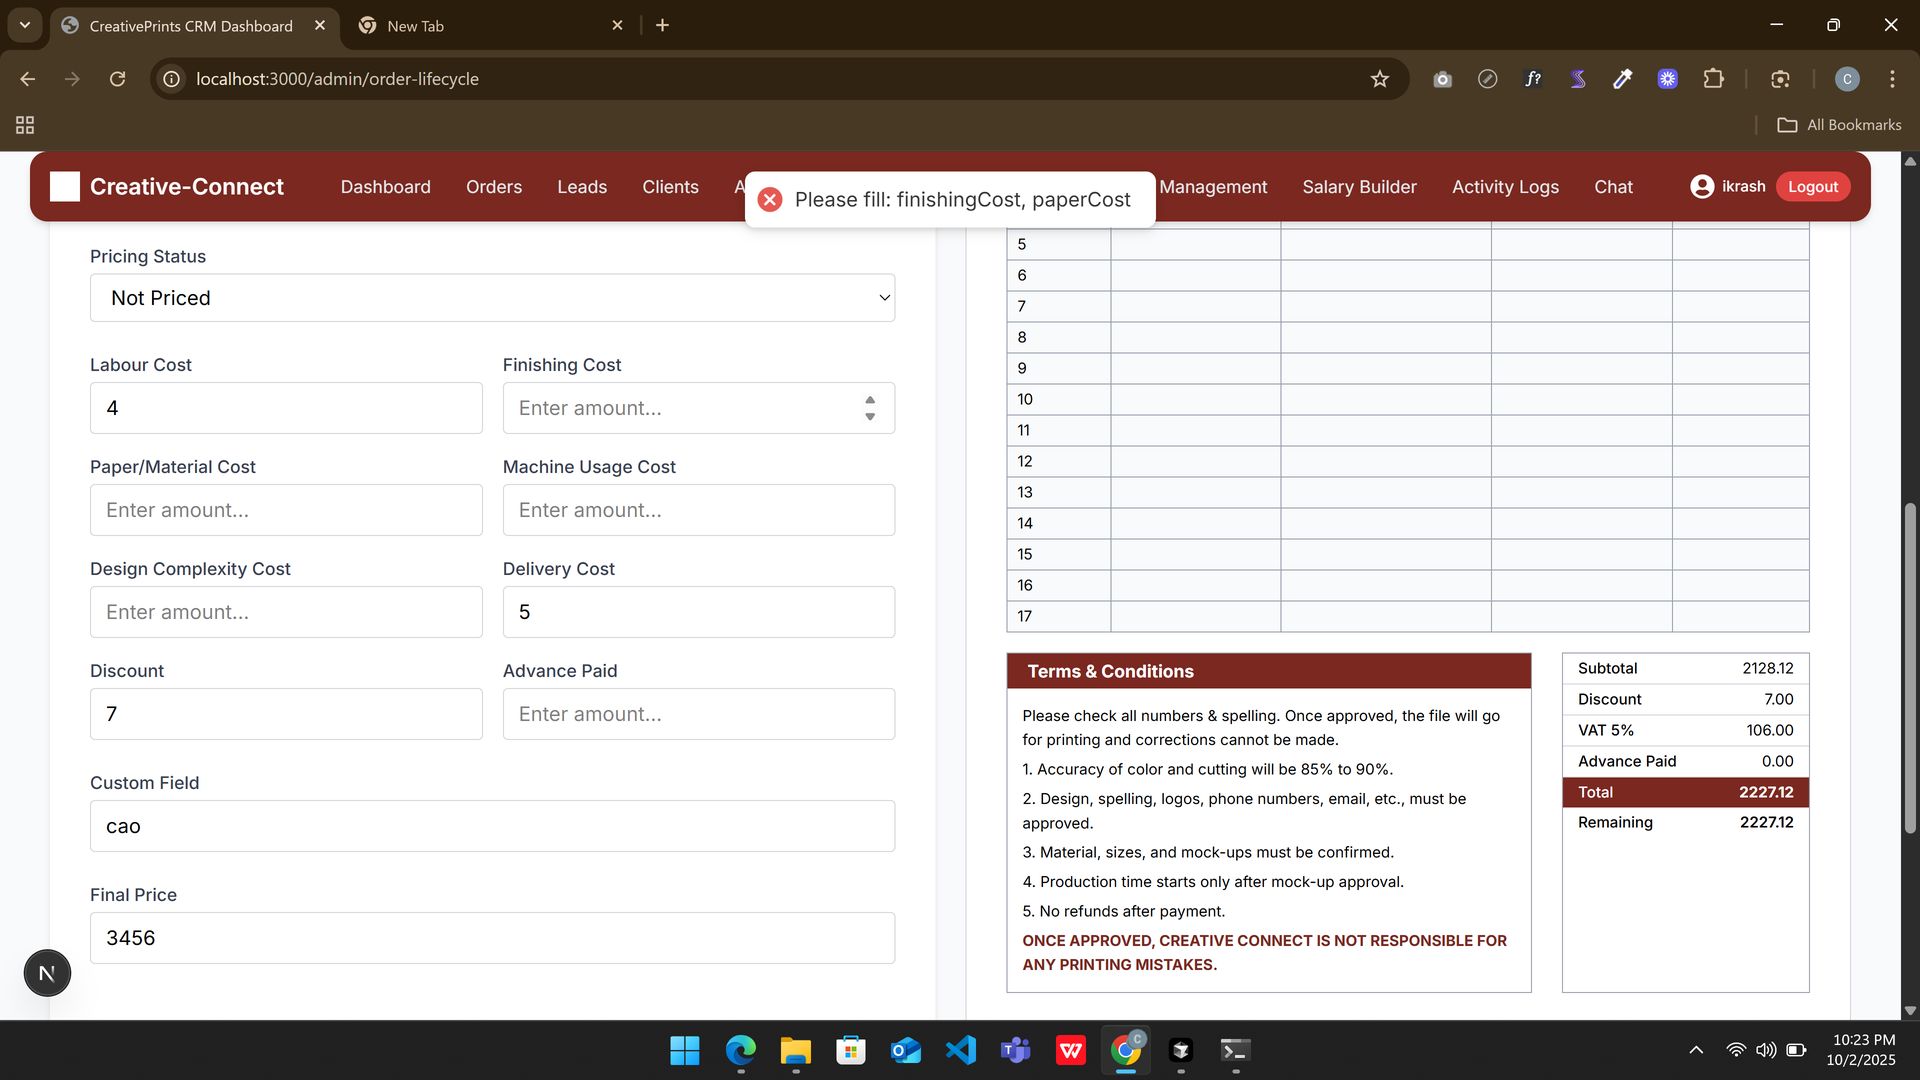 CreativePrints CRM Dashboard
New Tab
localhost:3000/admin/order-lifecycle
f?
C
All Bookmarks
Creative-Connect
Dashboard
Orders
Leads
Clients
A
Management
Salary Builder
Activity Logs
Chat
ikrash
Logout
Please fill: finishingCost, paperCost
Pricing Status
Not Priced
Labour Cost
Finishing Cost
4
Enter amount...
Paper/Material Cost
Machine Usage Cost
Enter amount...
Enter amount...
Design Complexity Cost
Delivery Cost
Enter amount...
5
Discount
Advance Paid
7
Enter amount...
Custom Field
cao
Final Price
3456
N
5
6
7
8
9
10
11
12
13
14
15
16
17
Terms & Conditions
Please check all numbers & spelling. Once approved, the file will go
for printing and corrections cannot be made.
1. Accuracy of color and cutting will be 85% to 90%.
2. Design, spelling, logos, phone numbers, email, etc., must be
approved.
3. Material, sizes, and mock-ups must be confirmed.
4. Production time starts only after mock-up approval.
5. No refunds after payment.
ONCE APPROVED, CREATIVE CONNECT IS NOT RESPONSIBLE FOR
ANY PRINTING MISTAKES.
Subtotal 2128.12
Discount 7.00
VAT 5% 106.00
Advance Paid 0.00
Total 2227.12
Remaining 2227.12
10:23 PM
10/2/2025